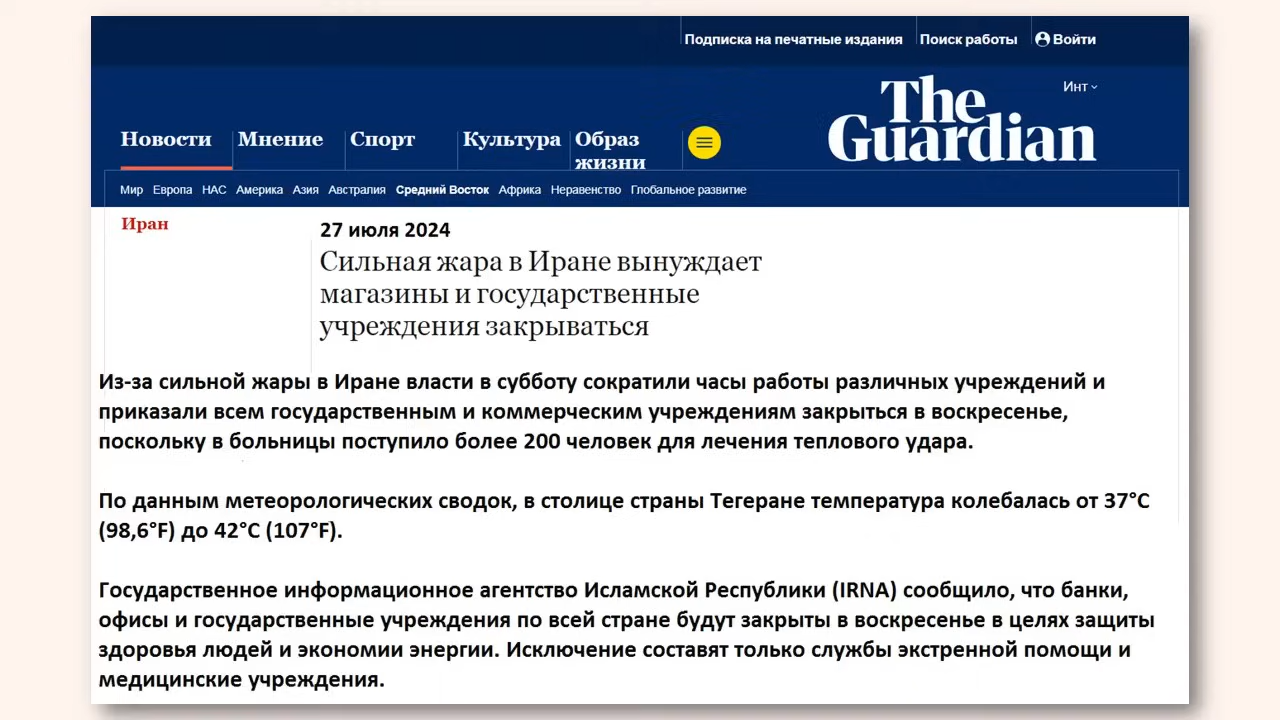 Подписка на печатные издания
Поиск работы
Войти
Инт
The
Guardian
Новости
Мнение
Спорт
Культура
Образ
жизни
Мир Европа НАС Америка Азия Австралия Средний Восток Африка Неравенство Глобальное развитие
Иран
27 июля 2024
Сильная жара в Иране вынуждает
магазины и государственные
учреждения закрываться
Из-за сильной жары в Иране власти в субботу сократили часы работы различных учреждений и
приказали всем государственным и коммерческим учреждениям закрыться в воскресенье,
поскольку в больницы поступило более 200 человек для лечения теплового удара.
По данным метеорологических сводок, в столице страны Тегеране температура колебалась от 37°C
(98,6°F) до 42°C (107°F).
Государственное информационное агентство Исламской Республики (IRNA) сообщило, что банки,
офисы и государственные учреждения по всей стране будут закрыты в воскресенье в целях защиты
здоровья людей и экономии энергии. Исключение составят только службы экстренной помощи и
медицинские учреждения.